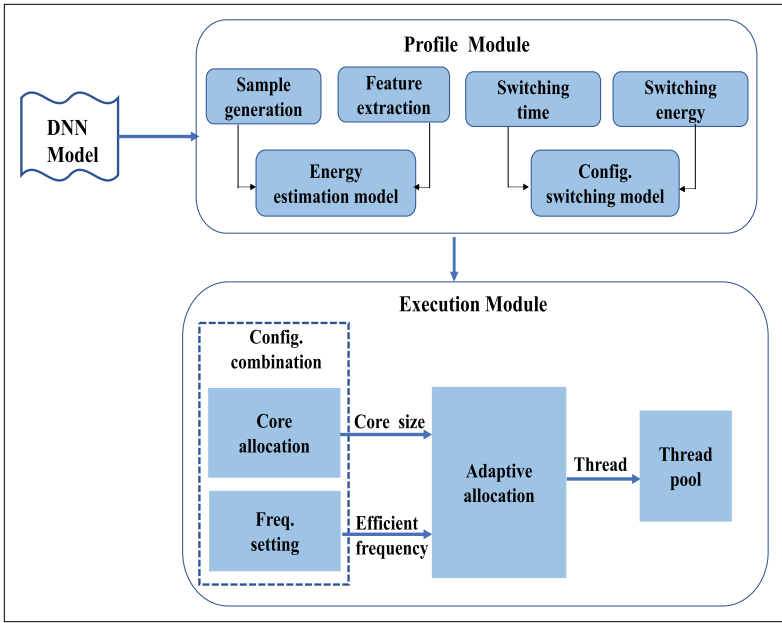 DNN
Model
Profile Module
Sample
generation
Feature
extraction
Switching
time
Switching
energy
Energy
estimation model
Config.
switching model
Execution Module
Config.
combination
Core
allocation
Core size
Freq.
setting
Efficient
frequency
Adaptive
allocation
Thread
Thread
pool